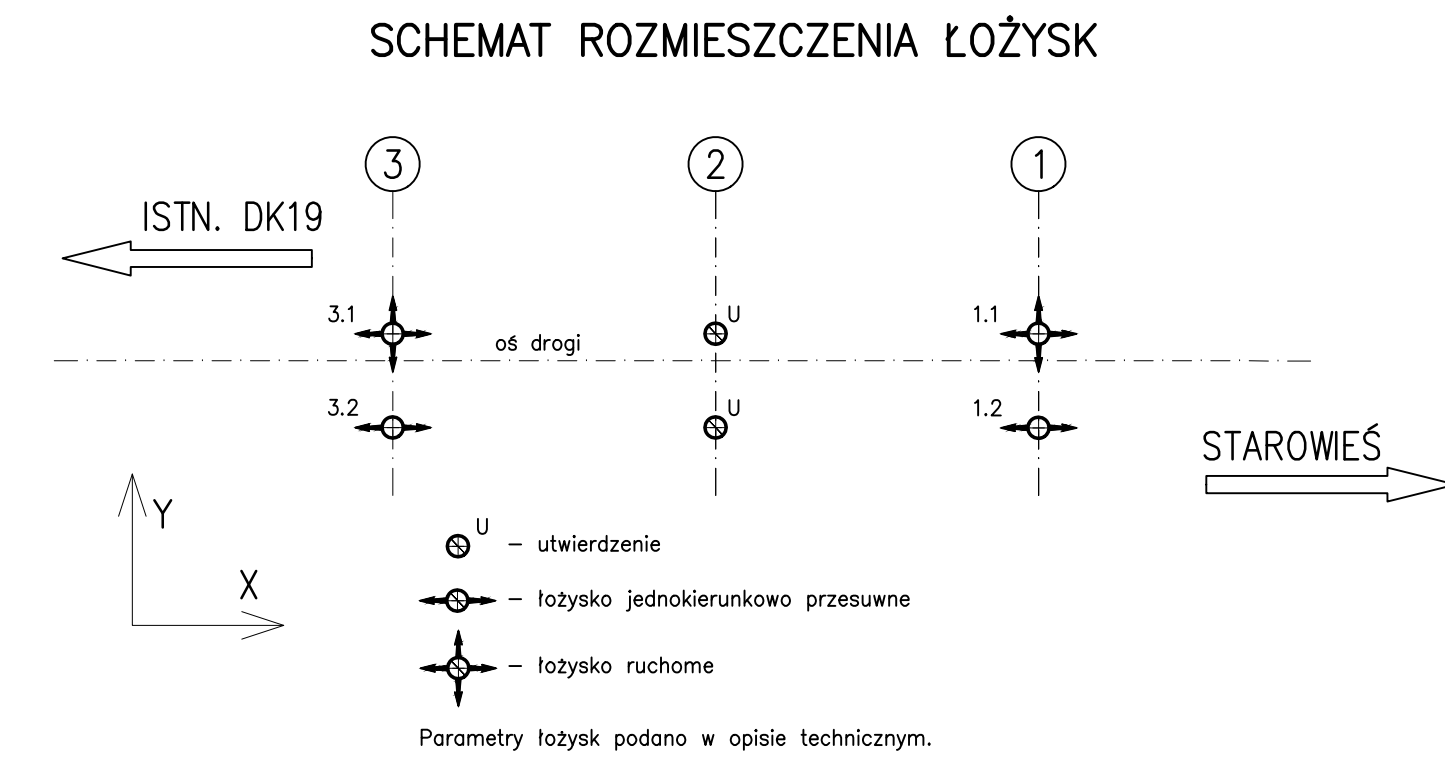 SCHEMAT ROZMIESZCZENIA ŁOŻYSK
3 2 1
ISTN. DK19
3.1 U 1.1
oś drogi
3.2 U 1.2
STAROWIEŚ
Y
X
U – utwierdzenie
– łożysko jednokierunkowo przesuwne
– łożysko ruchome
Parametry łożysk podano w opisie technicznym.